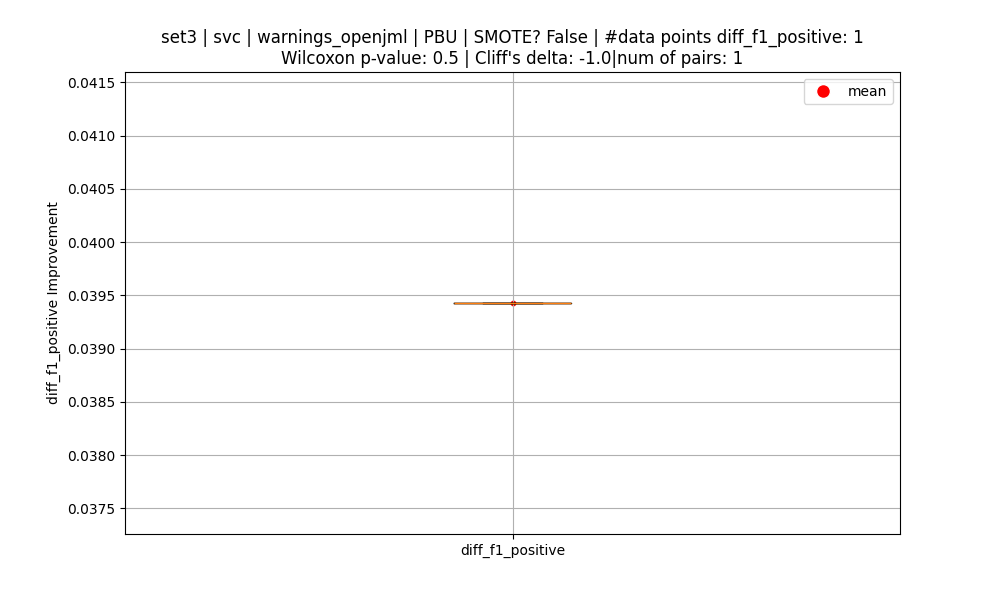 set3 | svc | warnings_openjml | PBU | SMOTE? False | #data points diff_f1_positive: 1
Wilcoxon p-value: 0.5 | Cliff's delta: -1.0|num of pairs: 1
mean
0.0415
0.0410
0.0405
0.0400
0.0395
0.0390
0.0385
0.0380
0.0375
diff_f1_positive Improvement
diff_f1_positive